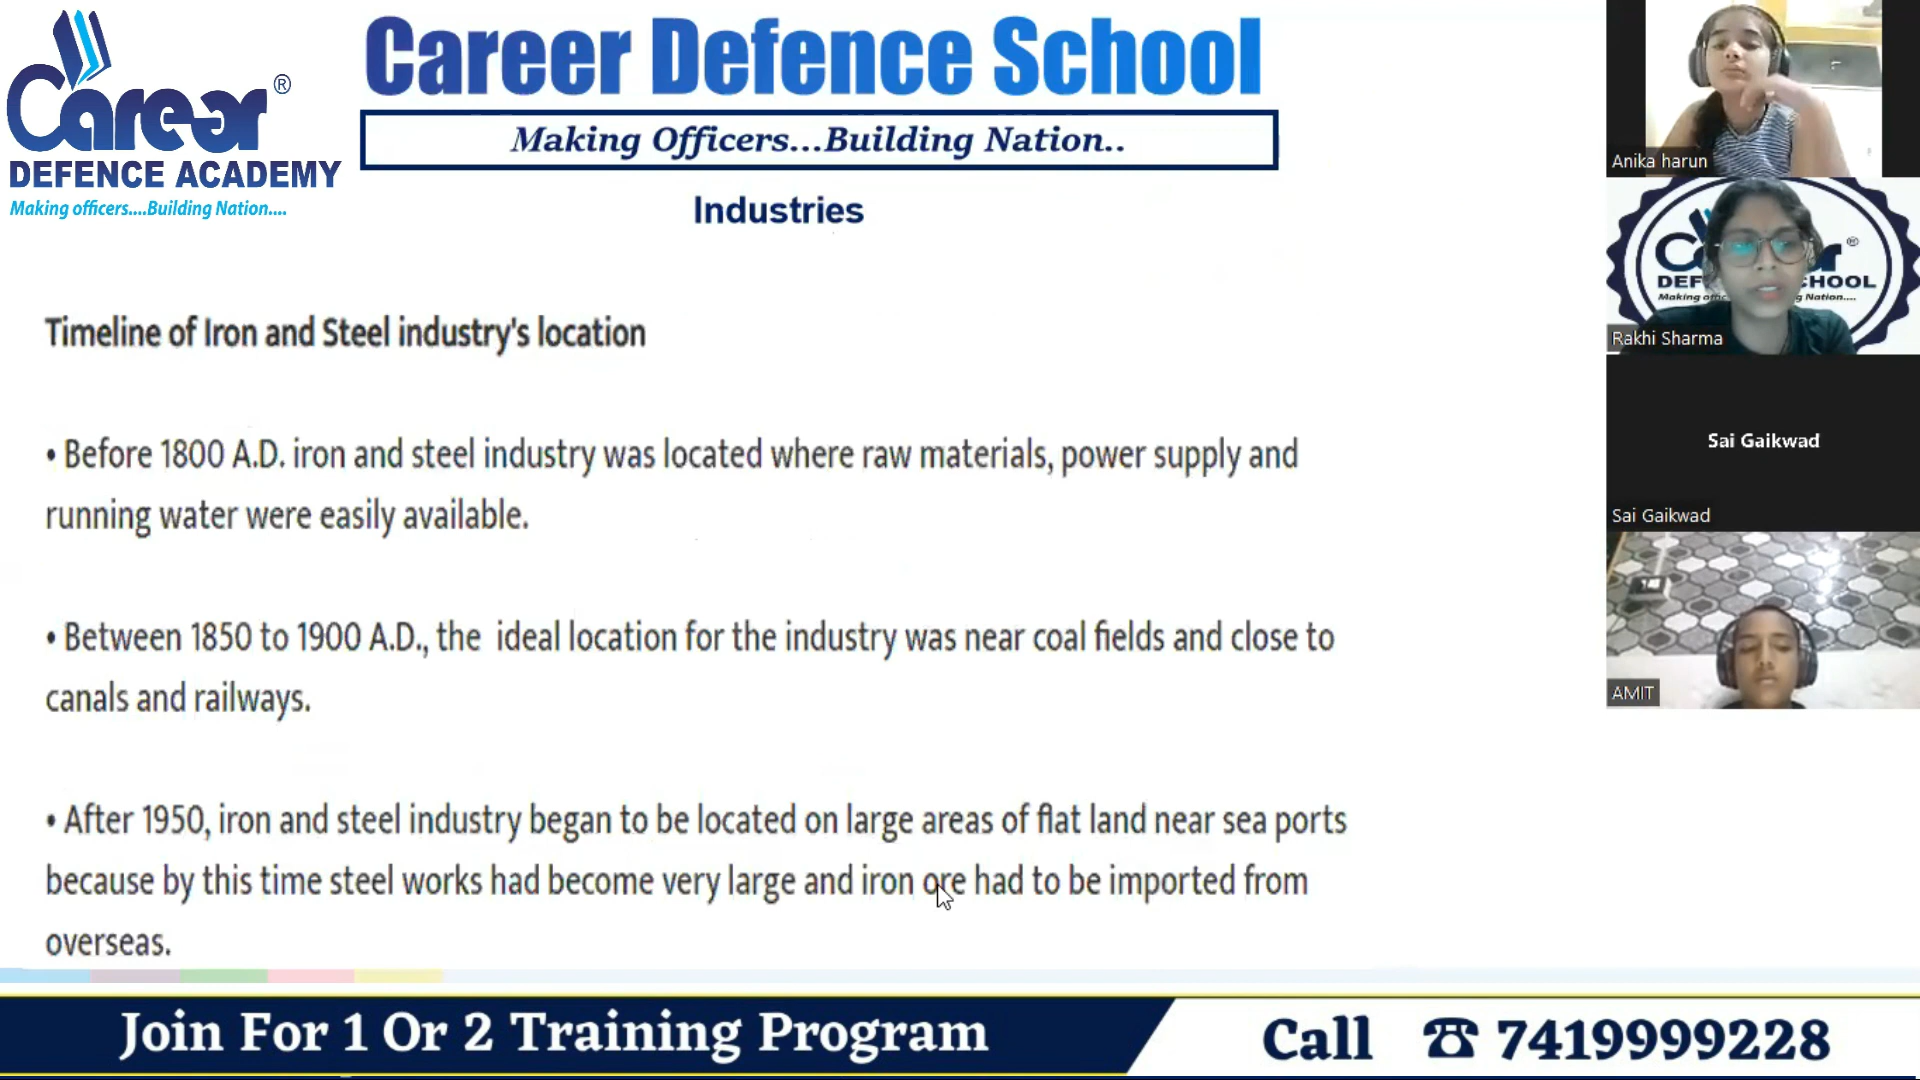 Carear®
DEFENCE ACADEMY
Making officers....Building Nation....
Career Defence School
Making Officers...Building Nation..
Industries
Timeline of Iron and Steel industry's location
• Before 1800 A.D. iron and steel industry was located where raw materials, power supply and
running water were easily available.
• Between 1850 to 1900 A.D., the ideal location for the industry was near coal fields and close to
canals and railways.
• After 1950, iron and steel industry began to be located on large areas of flat land near sea ports
because by this time steel works had become very large and iron ore had to be imported from
overseas.
Join For 1 Or 2 Training Program
Call ☎ 7419999228
Anika harun
®
Rakhi Sharma
Sai Gaikwad
Sai Gaikwad
AMIT